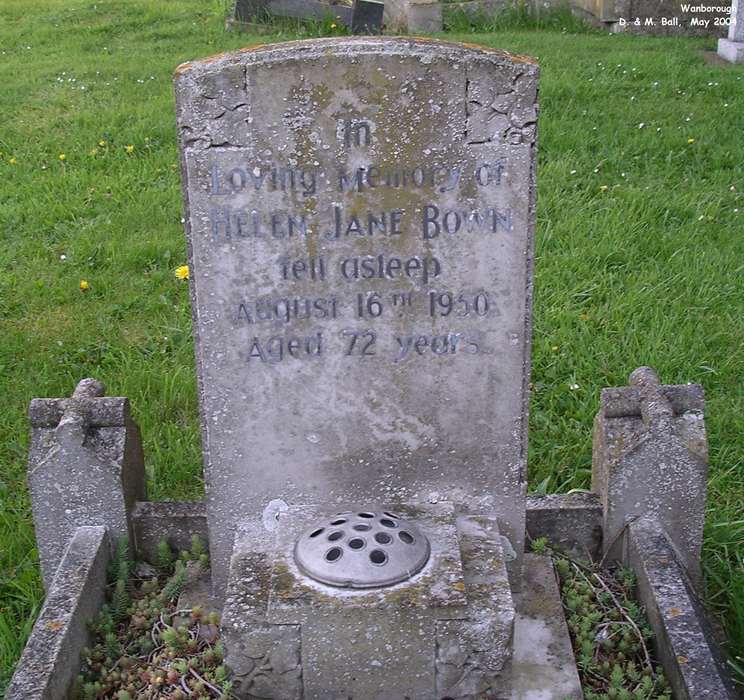 Wanborough
D. & M. Ball, May 2004
In
Loving Memory of
HELEN JANE BOWN
fell asleep
August 16th 1950
Aged 72 years